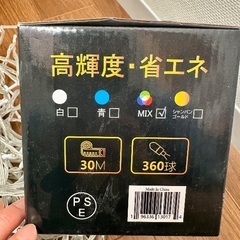 高輝度・省エネ
白 青 MIX シャンパン
ゴールド
30M 360球
Made in China
PS
E